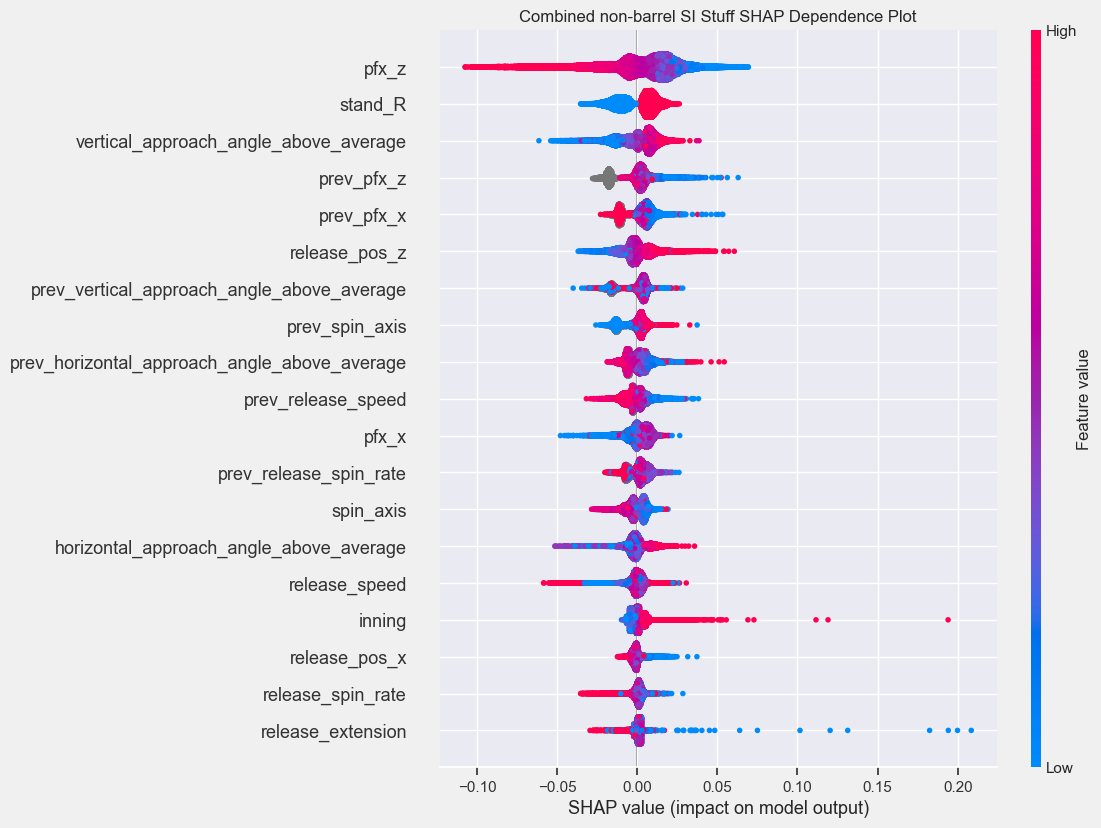 Combined non-barrel SI Stuff SHAP Dependence Plot
High
pfx_z
stand_R
vertical_approach_angle_above_average
prev_pfx_z
prev_pfx_x
release_pos_z
prev_vertical_approach_angle_above_average
prev_spin_axis
prev_horizontal_approach_angle_above_average
prev_release_speed
pfx_x
prev_release_spin_rate
spin_axis
horizontal_approach_angle_above_average
release_speed
inning
release_pos_x
release_spin_rate
release_extension
Feature value
Low
−0.10 −0.05 0.00 0.05 0.10 0.15 0.20
SHAP value (impact on model output)